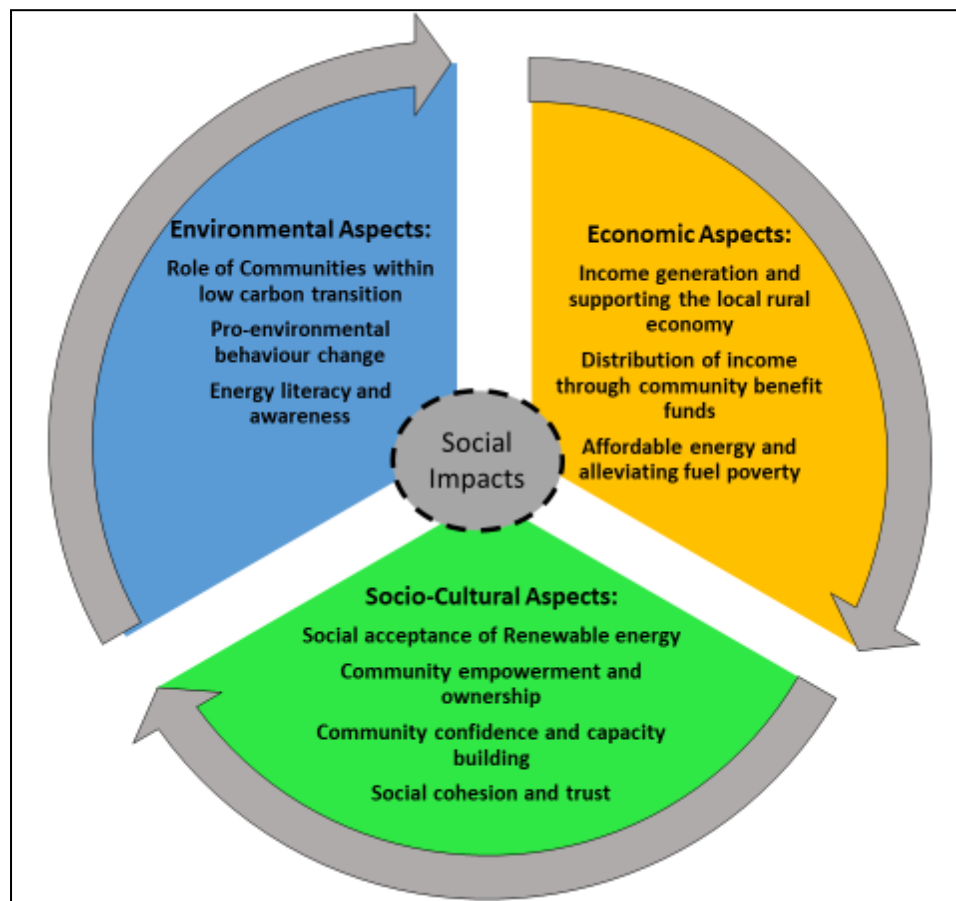 Environmental Aspects:
Role of Communities within
low carbon transition
Pro-environmental
behaviour change
Energy literacy and
awareness
Economic Aspects:
Income generation and
supporting the local rural
economy
Distribution of income
through community benefit
funds
Affordable energy and
alleviating fuel poverty
Social
Impacts
Socio-Cultural Aspects:
Social acceptance of Renewable energy
Community empowerment and
ownership
Community confidence and capacity
building
Social cohesion and trust